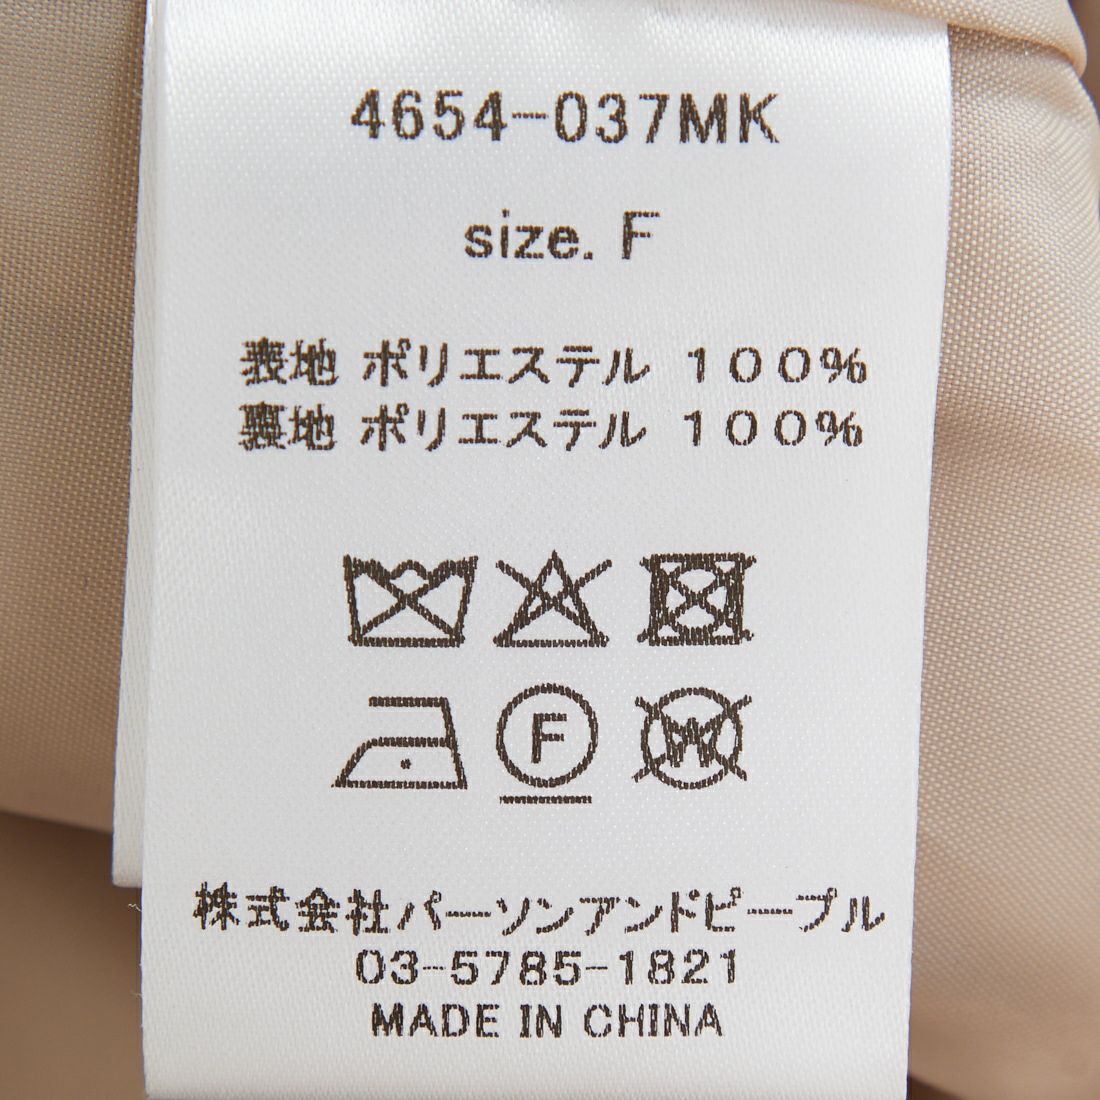 4654-037MK
size. F
表地 ポリエステル 100%
裏地 ポリエステル 100%
F W
株式会社パーソンアンドピープル
03-5785-1821
MADE IN CHINA